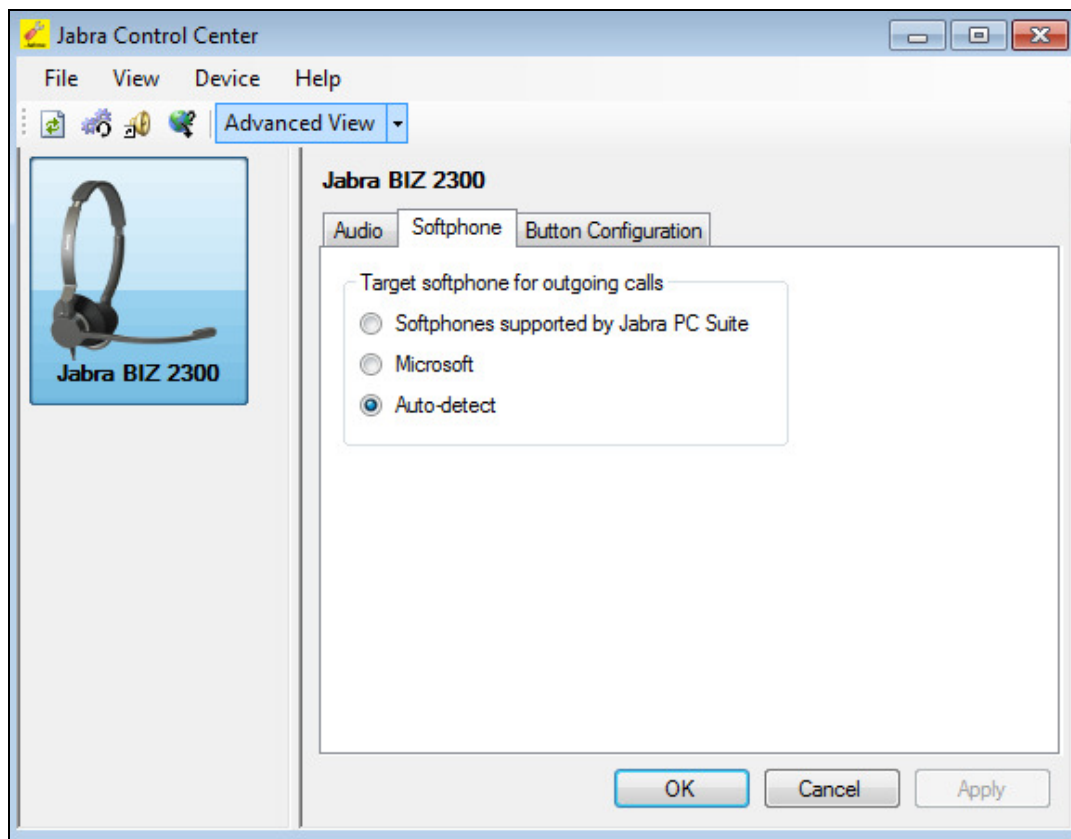 Jabra Control Center
File View Device Help
Advanced View
Jabra BIZ 2300
Jabra BIZ 2300
Audio Softphone Button Configuration
Target softphone for outgoing calls
Softphones supported by Jabra PC Suite
Microsoft
Auto-detect
OK Cancel Apply